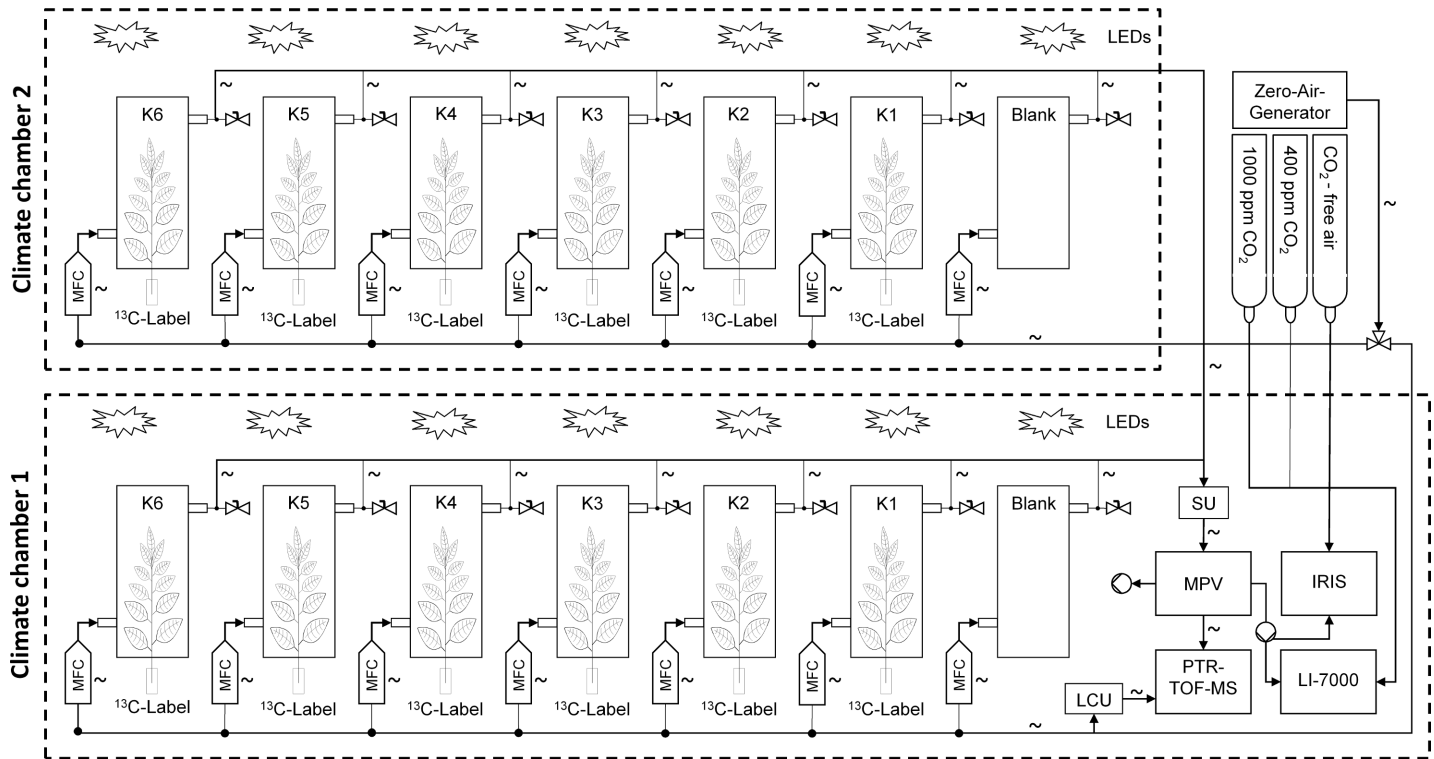 Climate chamber 2
LEDs
K6
K5
K4
K3
K2
K1
Blank
~ ~ ~ ~ ~ ~ ~
MFC ~
MFC ~
MFC ~
MFC ~
MFC ~
MFC ~
MFC ~
¹³C-Label
¹³C-Label
¹³C-Label
¹³C-Label
¹³C-Label
¹³C-Label
~
Zero-Air-
Generator
1000 ppm CO₂
400 ppm CO₂
CO₂ - free air
~
~
Climate chamber 1
LEDs
K6
K5
K4
K3
K2
K1
Blank
~ ~ ~ ~ ~ ~ ~
MFC ~
MFC ~
MFC ~
MFC ~
MFC ~
MFC ~
MFC ~
¹³C-Label
¹³C-Label
¹³C-Label
¹³C-Label
¹³C-Label
¹³C-Label
~
SU
~
MPV
IRIS
~
PTR-
TOF-MS
LI-7000
LCU
~